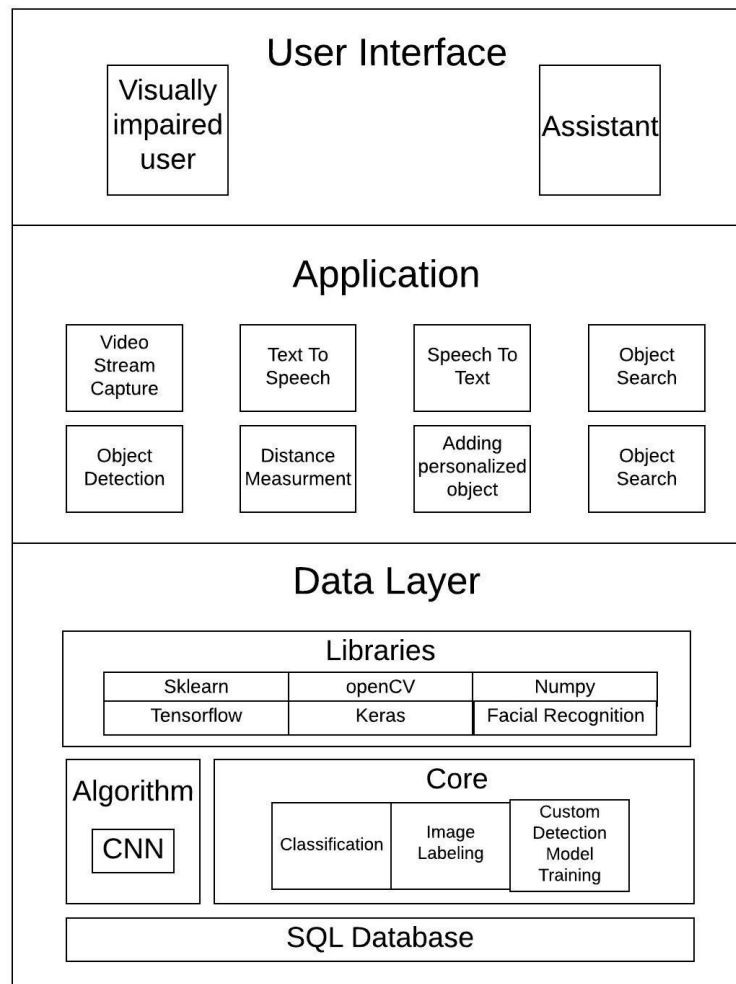 User Interface
Visually
impaired
user
Assistant
Application
Video
Stream
Capture
Text To
Speech
Speech To
Text
Object
Search
Object
Detection
Distance
Measurment
Adding
personalized
object
Object
Search
Data Layer
Libraries
Sklearn
openCV
Numpy
Tensorflow
Keras
Facial Recognition
Algorithm
CNN
Core
Classification
Image
Labeling
Custom
Detection
Model
Training
SQL Database